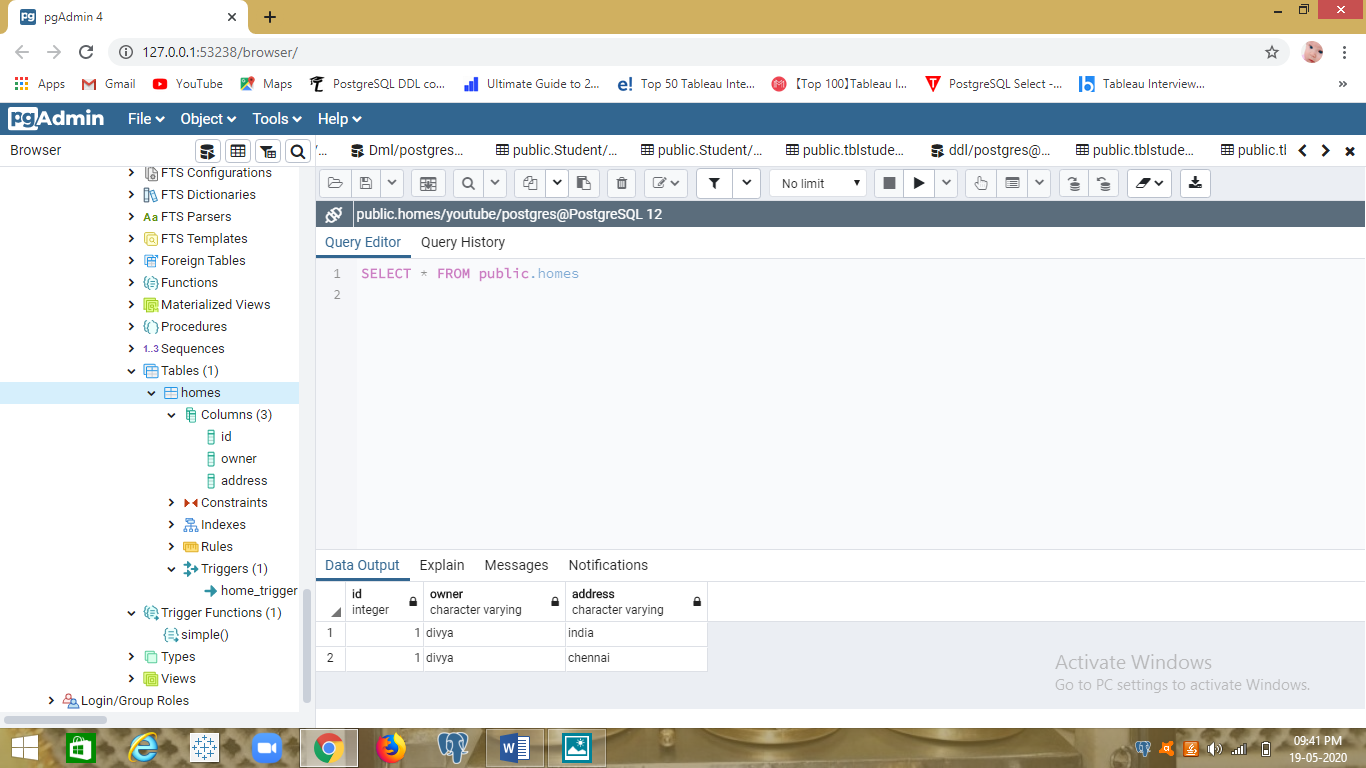 pgAdmin 4
127.0.0.1:53238/browser/
Apps Gmail YouTube Maps PostgreSQL DDL co... Ultimate Guide to 2... Top 50 Tableau Inte... 【Top 100】Tableau I... PostgreSQL Select -... Tableau Interview...
pgAdmin File Object Tools Help
Browser
/... Dml/postgres... public.Student/... public.Student/... public.tblstude... ddl/postgres@... public.tblstude... public.tl
No limit
public.homes/youtube/postgres@PostgreSQL 12
Query Editor Query History
1 SELECT * FROM public.homes
2
FTS Configurations
FTS Dictionaries
Aa FTS Parsers
FTS Templates
Foreign Tables
Functions
Materialized Views
Procedures
1..3 Sequences
Tables (1)
homes
Columns (3)
id
owner
address
Constraints
Indexes
Rules
Triggers (1)
home_trigger
Trigger Functions (1)
simple()
Types
Views
Login/Group Roles
Data Output Explain Messages Notifications
id owner address
integer character varying character varying
1 1 divya india
2 1 divya chennai
Activate Windows
Go to PC settings to activate Windows.
09:41 PM
19-05-2020